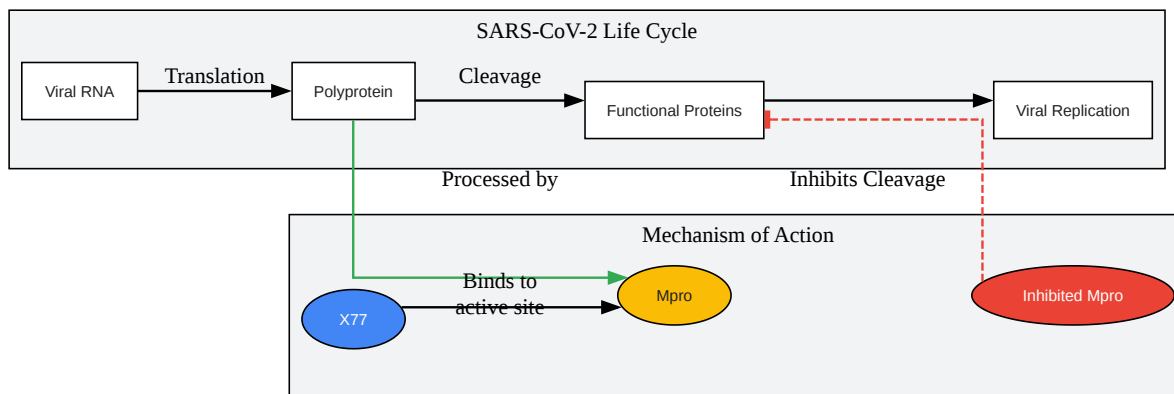 SARS-CoV-2 Life Cycle
Viral RNA
Translation
Polyprotein
Cleavage
Functional Proteins
Viral Replication
Processed by
Inhibits Cleavage
Mechanism of Action
X77
Binds to
active site
Mpro
Inhibited Mpro